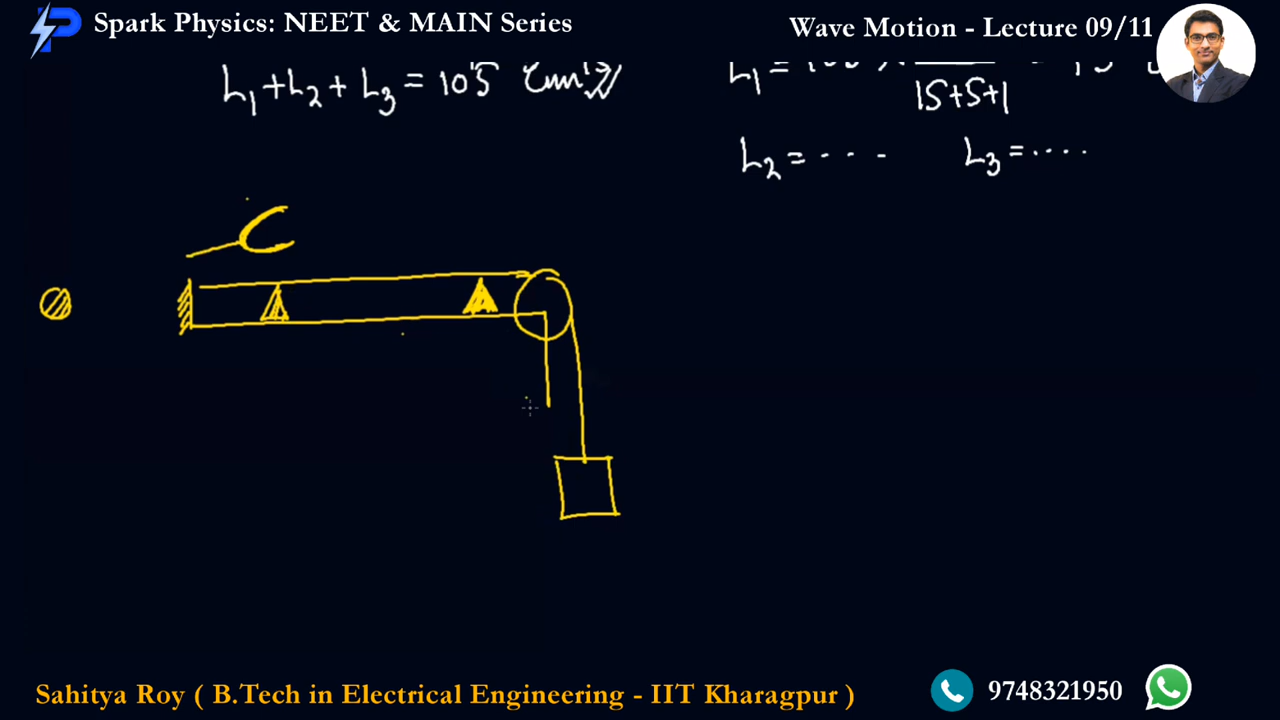 Spark Physics: NEET & MAIN Series
Wave Motion - Lecture 09/11
L₁+L₂+L₃ = 105 cm
L₁ =
15+5+1
L₂ = - - -
L₃ = ....
Sahitya Roy ( B.Tech in Electrical Engineering - IIT Kharagpur )
9748321950